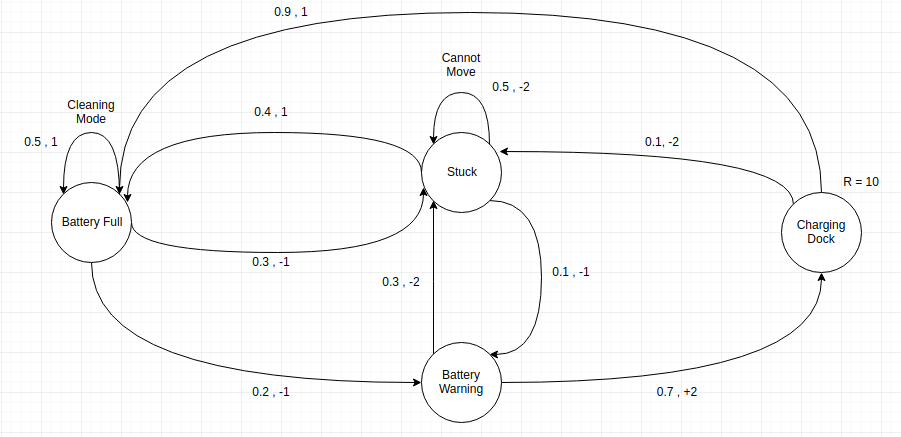 0.9 , 1
Cannot
Move
0.5 , -2
Cleaning
Mode
0.4 , 1
0.5 , 1
0.1, -2
Stuck
R = 10
Battery Full
Charging
Dock
0.3 , -1
0.3 , -2
0.1 , -1
Battery
Warning
0.2 , -1
0.7 , +2